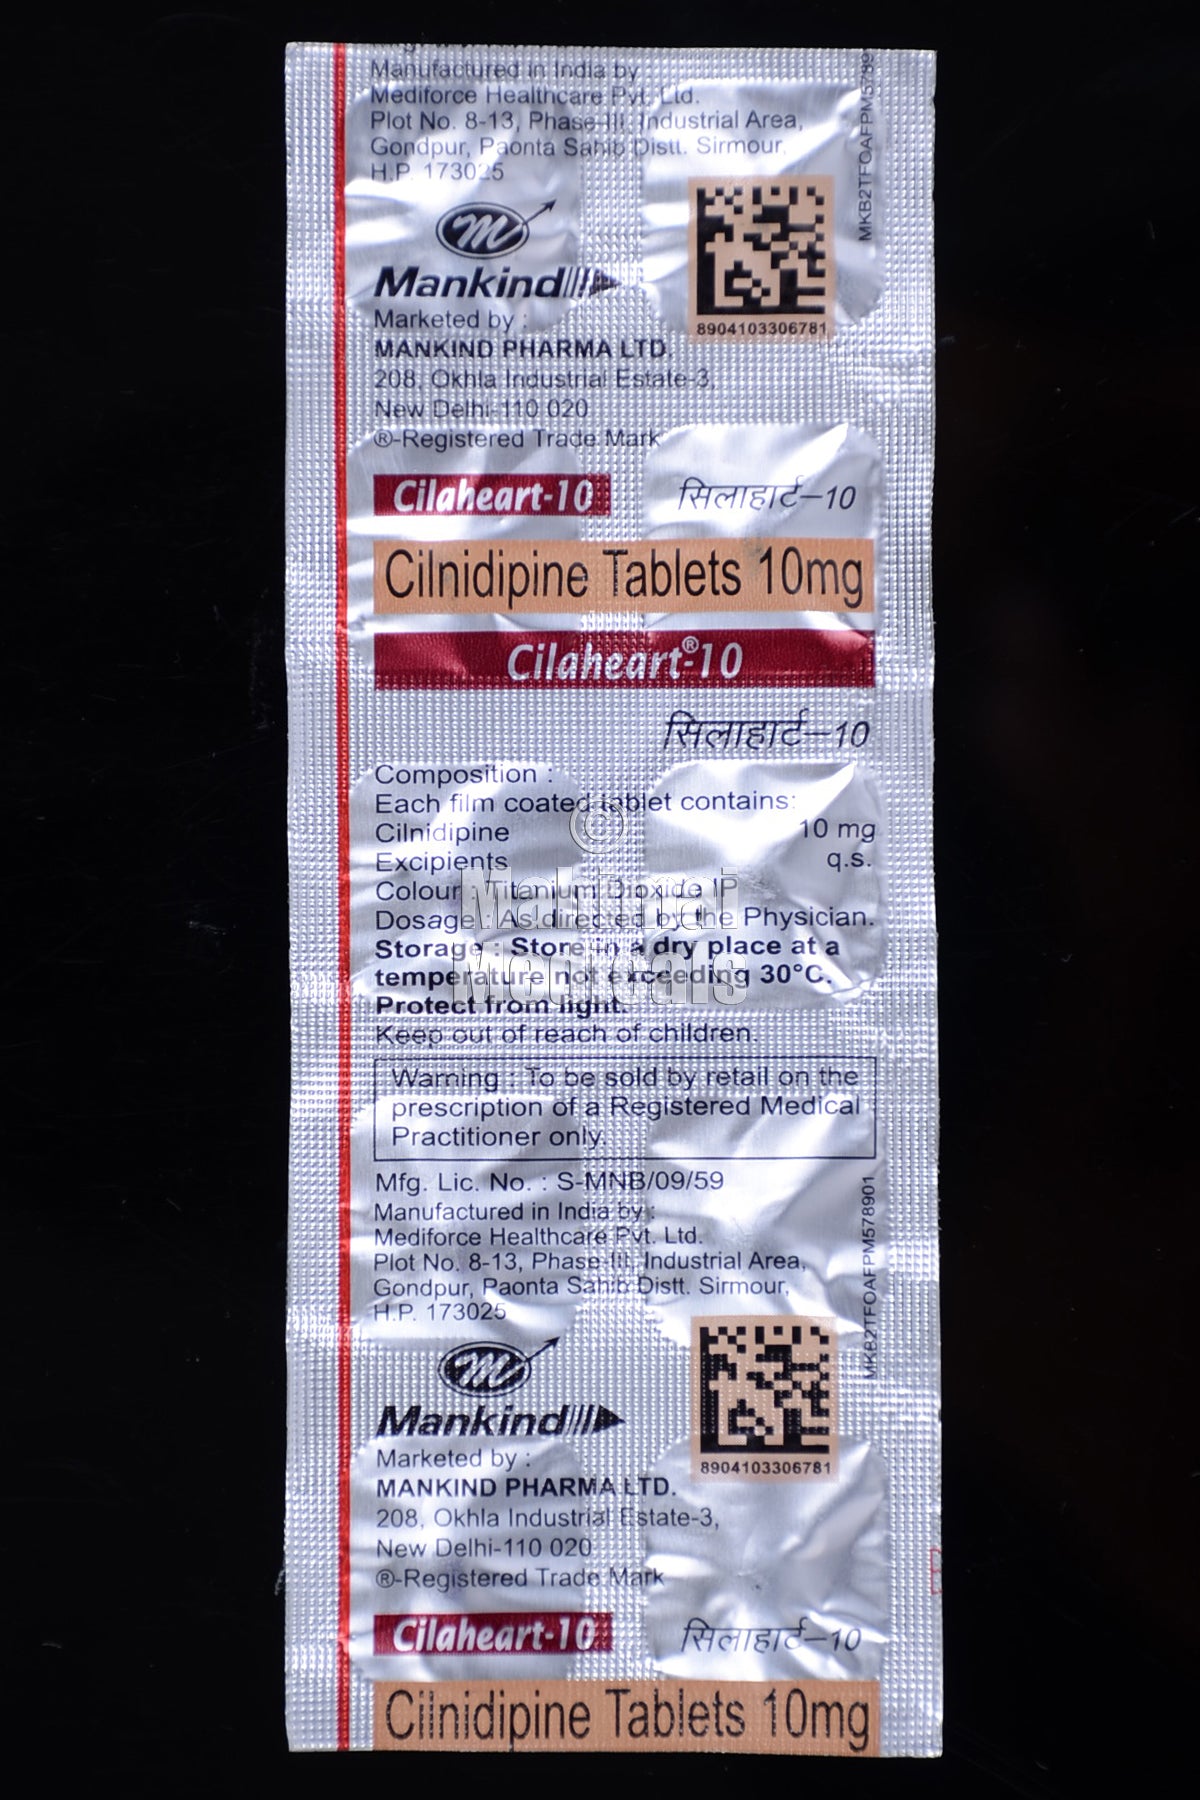 Manufactured in India by :
Mediforce Healthcare Pvt. Ltd.
Plot No. 8-13, Phase-III, Industrial Area,
Gondpur, Paonta Sahib Distt. Sirmour,
H.P. 173025
MKB2TFOAFPM5789
m
Mankind
8904103306781
Marketed by :
MANKIND PHARMA LTD.
208, Okhla Industrial Estate-3,
New Delhi-110 020
®-Registered Trade Mark
Cilaheart-10 सिलाहार्ट–10
Cilnidipine Tablets 10mg
Cilaheart®-10
सिलाहार्ट–10
Composition :
Each film coated tablet contains:
Cilnidipine 10 mg
Excipients q.s.
Colour : Titanium Dioxide IP
Dosage : As directed by the Physician.
Storage : Store in a dry place at a
temperature not exceeding 30°C.
Protect from light.
Keep out of reach of children.
©
Mahimai
Medicals
Warning : To be sold by retail on the
prescription of a Registered Medical
Practitioner only.
Mfg. Lic. No. : S-MNB/09/59
Manufactured in India by :
Mediforce Healthcare Pvt. Ltd.
Plot No. 8-13, Phase-III, Industrial Area,
Gondpur, Paonta Sahib Distt. Sirmour,
H.P. 173025
MKB2TFOAFPM578901
m
Mankind
8904103306781
Marketed by :
MANKIND PHARMA LTD.
208, Okhla Industrial Estate-3,
New Delhi-110 020
®-Registered Trade Mark
Cilaheart-10 सिलाहार्ट–10
Cilnidipine Tablets 10mg